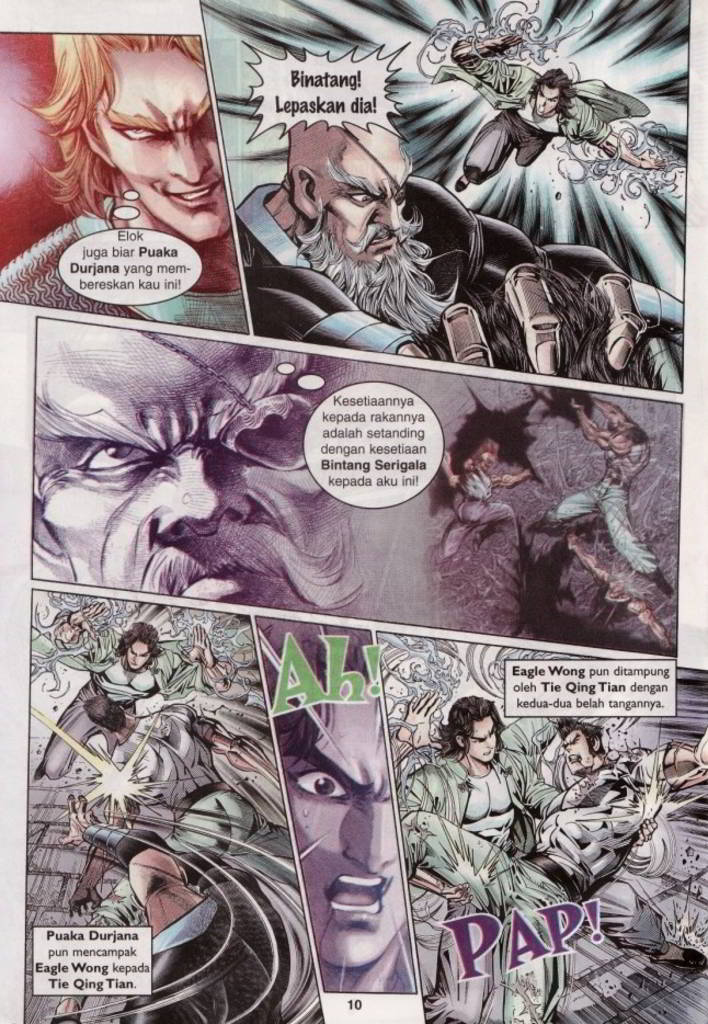 Elok
juga biar Puaka
Durjana yang mem-
bereskan kau ini!
Binatang!
Lepaskan dia!
Kesetiaannya
kepada rakannya
adalah setanding
dengan kesetiaan
Bintang Serigala
kepada aku ini!
Puaka Durjana
pun mencampak
Eagle Wong kepada
Tie Qing Tian.
Ah!
Eagle Wong pun ditampung
oleh Tie Qing Tian dengan
kedua-dua belah tangannya.
PAP!
10